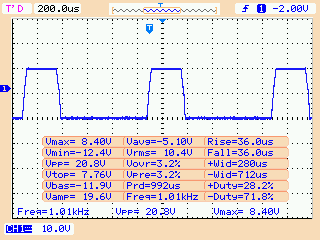 T'D 200.0us T 1 -2.00V
T
1
Vmax= 8.40V Vavg=-5.10V Rise=36.0us
Vmin=-12.4V Vrms= 10.4V Fall=36.0us
Vpp= 20.8V Vovr=3.2% +Wid=280us
Vtop= 7.76V Vpre=3.2% -Wid=712us
Vbas=-11.9V Prd=992us +Duty=28.2%
Vamp= 19.6V Freq=1.01kHz -Duty=71.8%
Freq=1.01kHz Vpp= 20.8V Vmax= 8.40V
CH1 10.0V